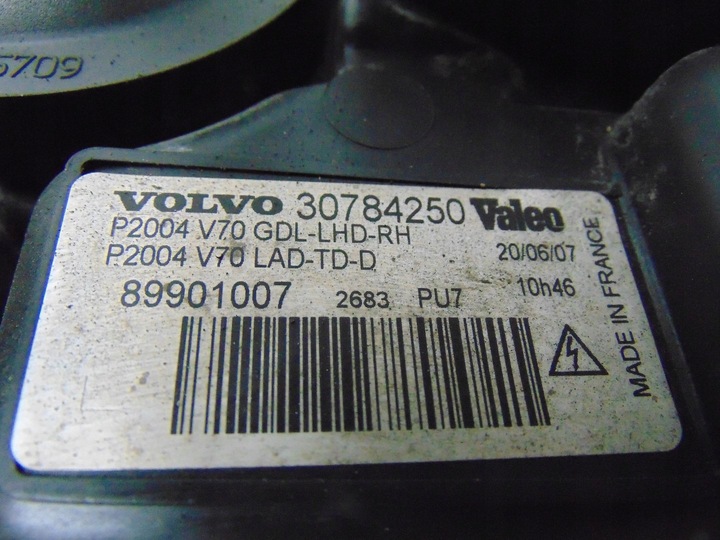 5709
VOLVO 30784250 Valeo
P2004 V70 GDL-LHD-RH
P2004 V70 LAD-TD-D 20/06/07
89901007 2683 PU7 10h46
MADE IN FRANCE